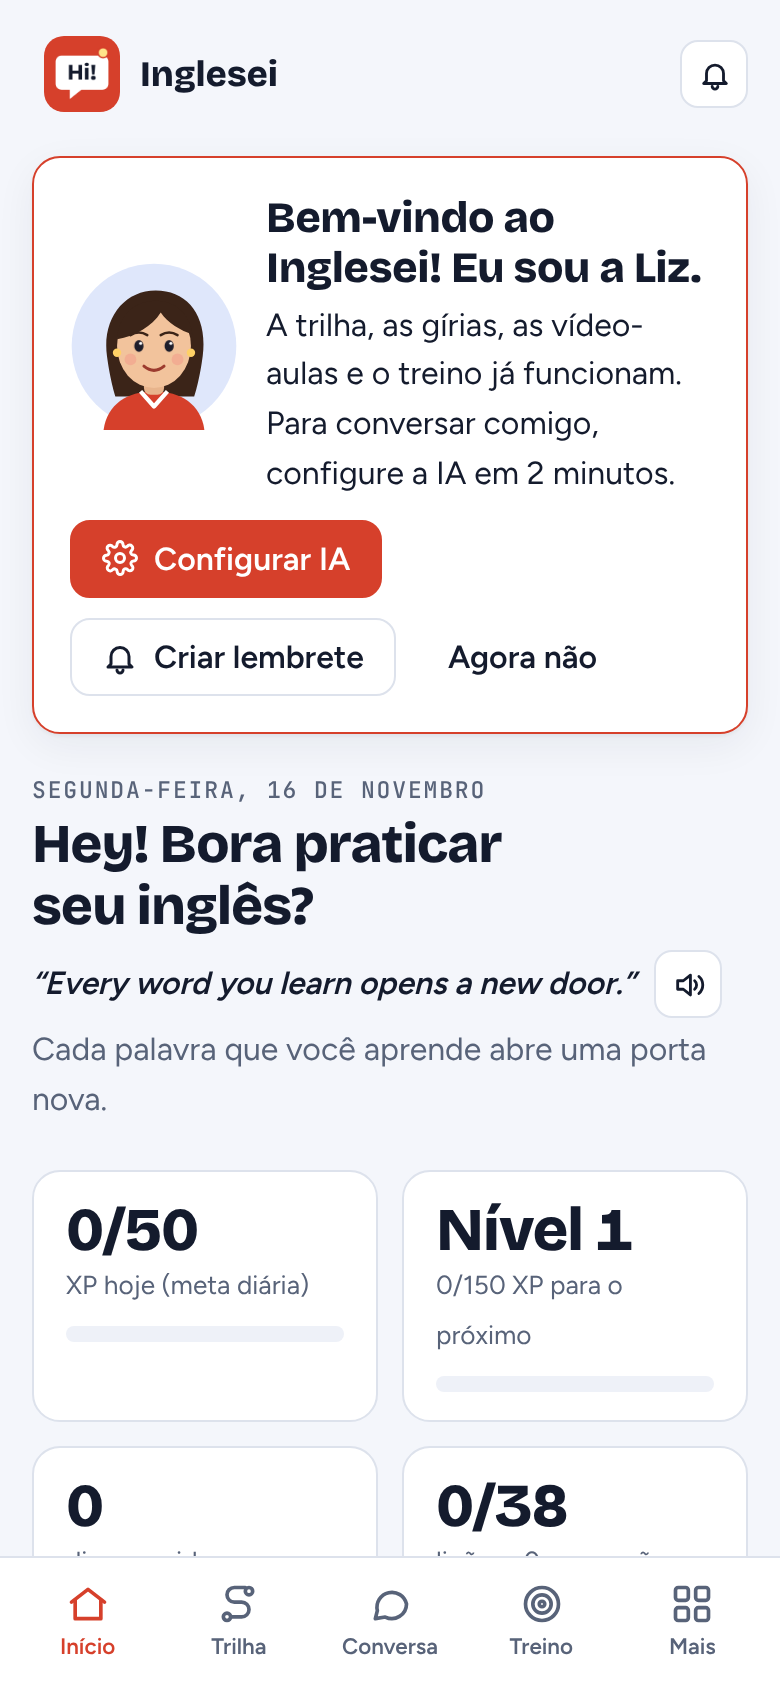 Hi!
Inglesei
Bem-vindo ao
Inglesei! Eu sou a Liz.
A trilha, as gírias, as vídeo-
aulas e o treino já funcionam.
Para conversar comigo,
configure a IA em 2 minutos.
Configurar IA
Criar lembrete
Agora não
SEGUNDA-FEIRA, 16 DE NOVEMBRO
Hey! Bora praticar
seu inglês?
“Every word you learn opens a new door.”
Cada palavra que você aprende abre uma porta
nova.
0/50
XP hoje (meta diária)
Nível 1
0/150 XP para o
próximo
0
0/38
Início
Trilha
Conversa
Treino
Mais